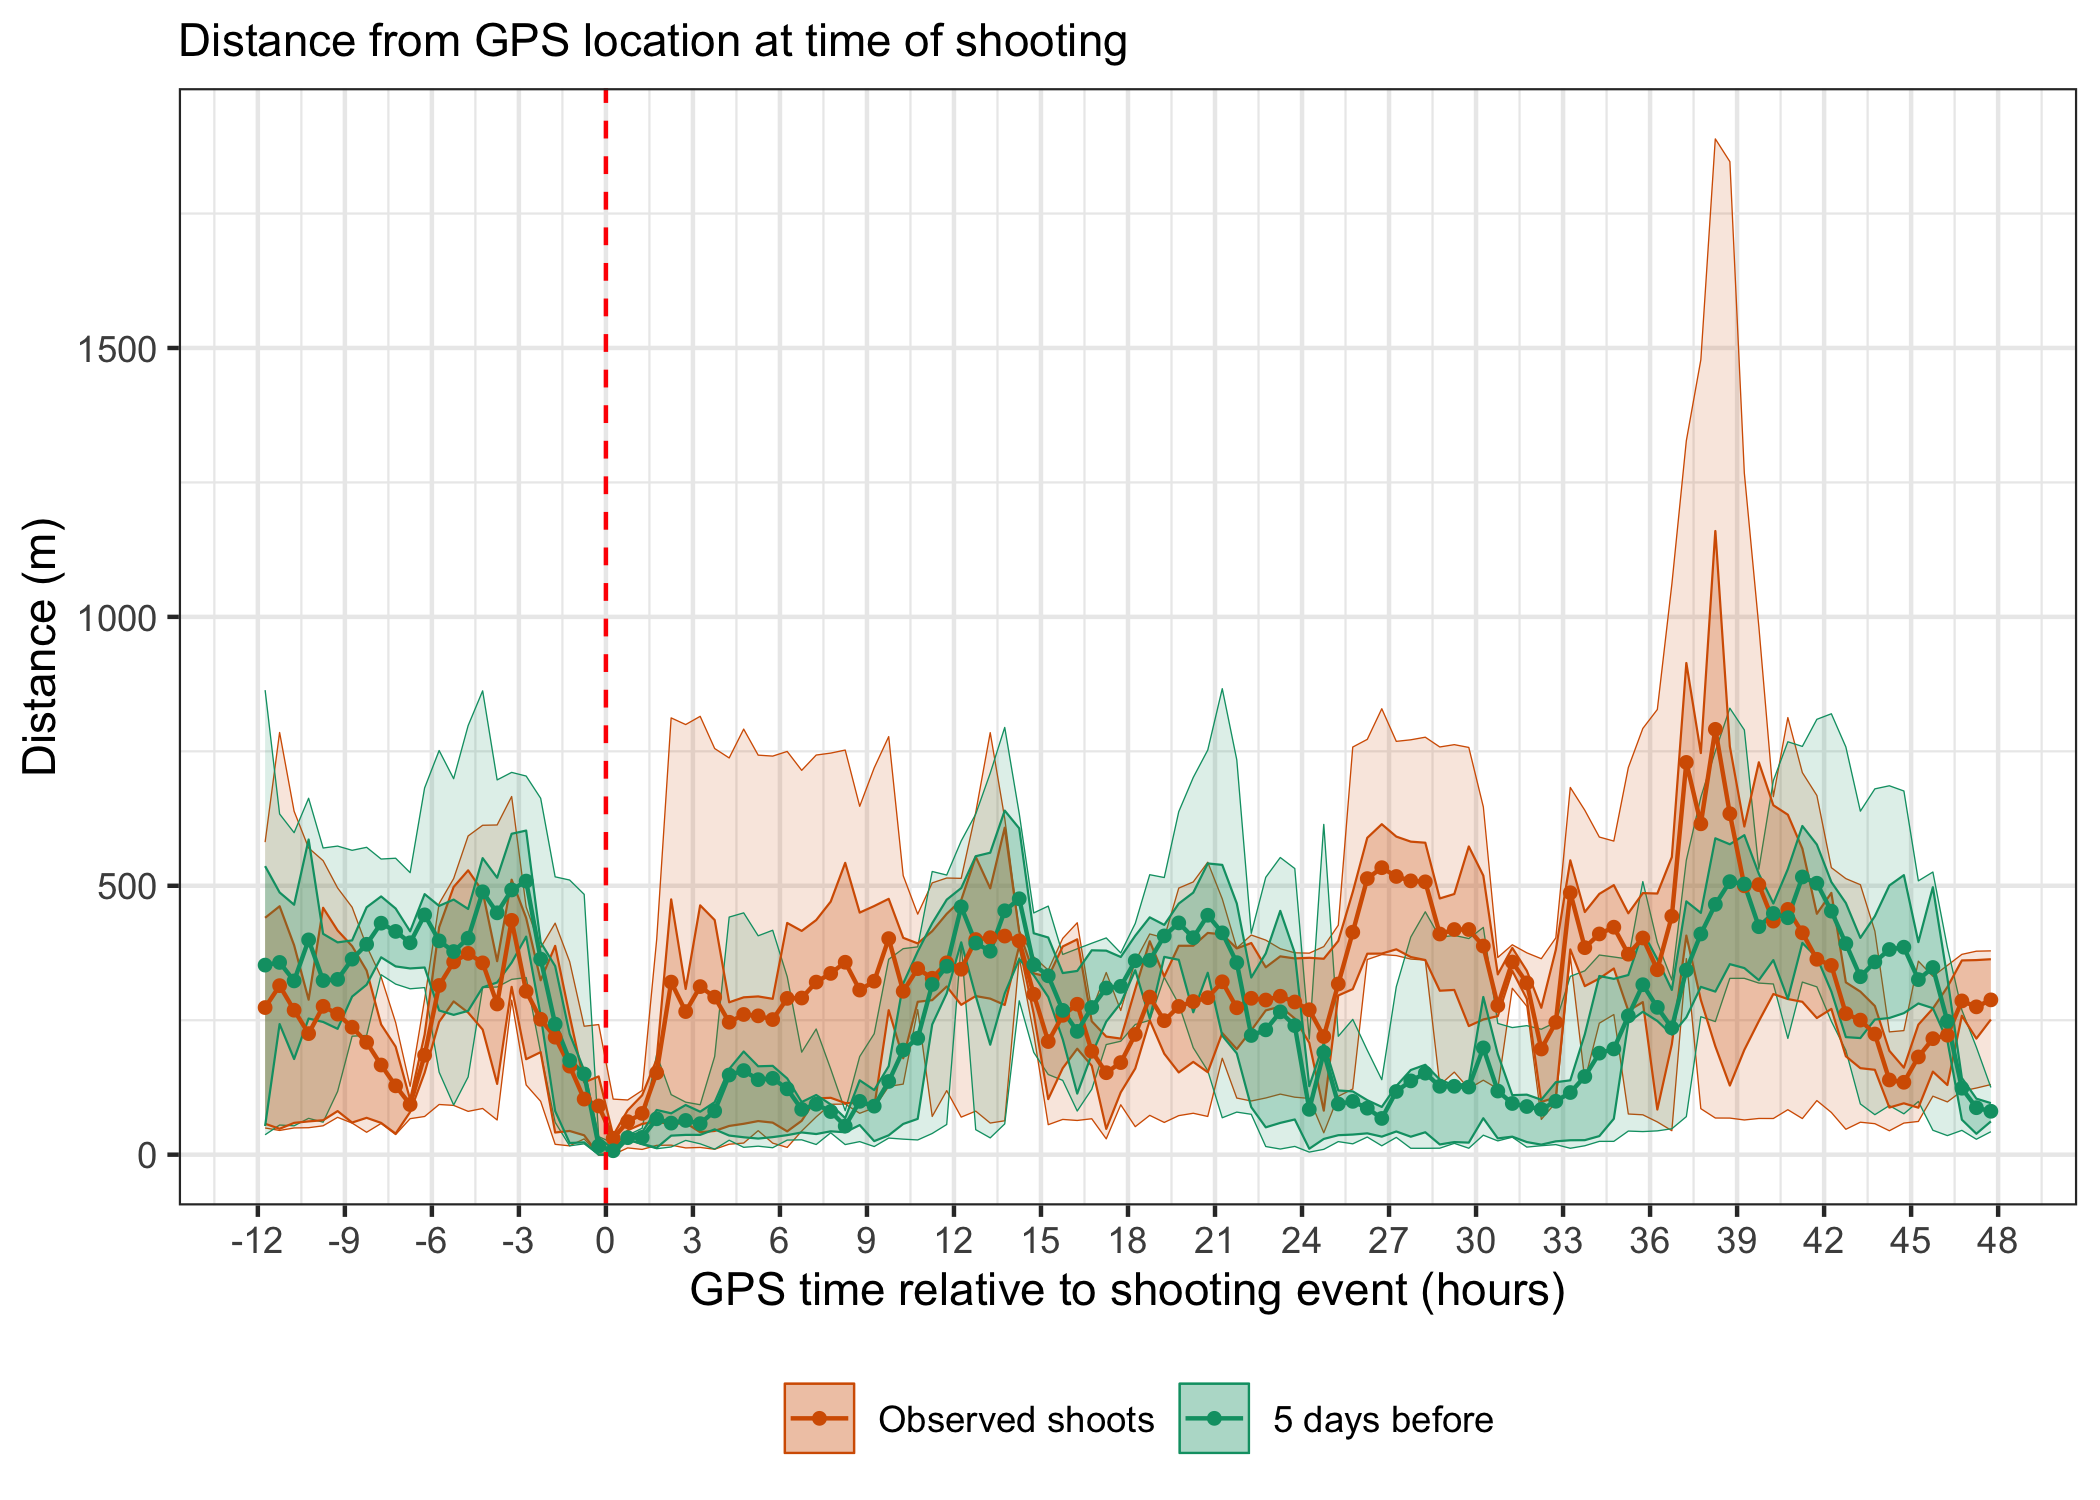 Distance from GPS location at time of shooting
Distance (m)
1500
1000
500
0
-12 -9 -6 -3 0 3 6 9 12 15 18 21 24 27 30 33 36 39 42 45 48
GPS time relative to shooting event (hours)
Observed shoots 5 days before